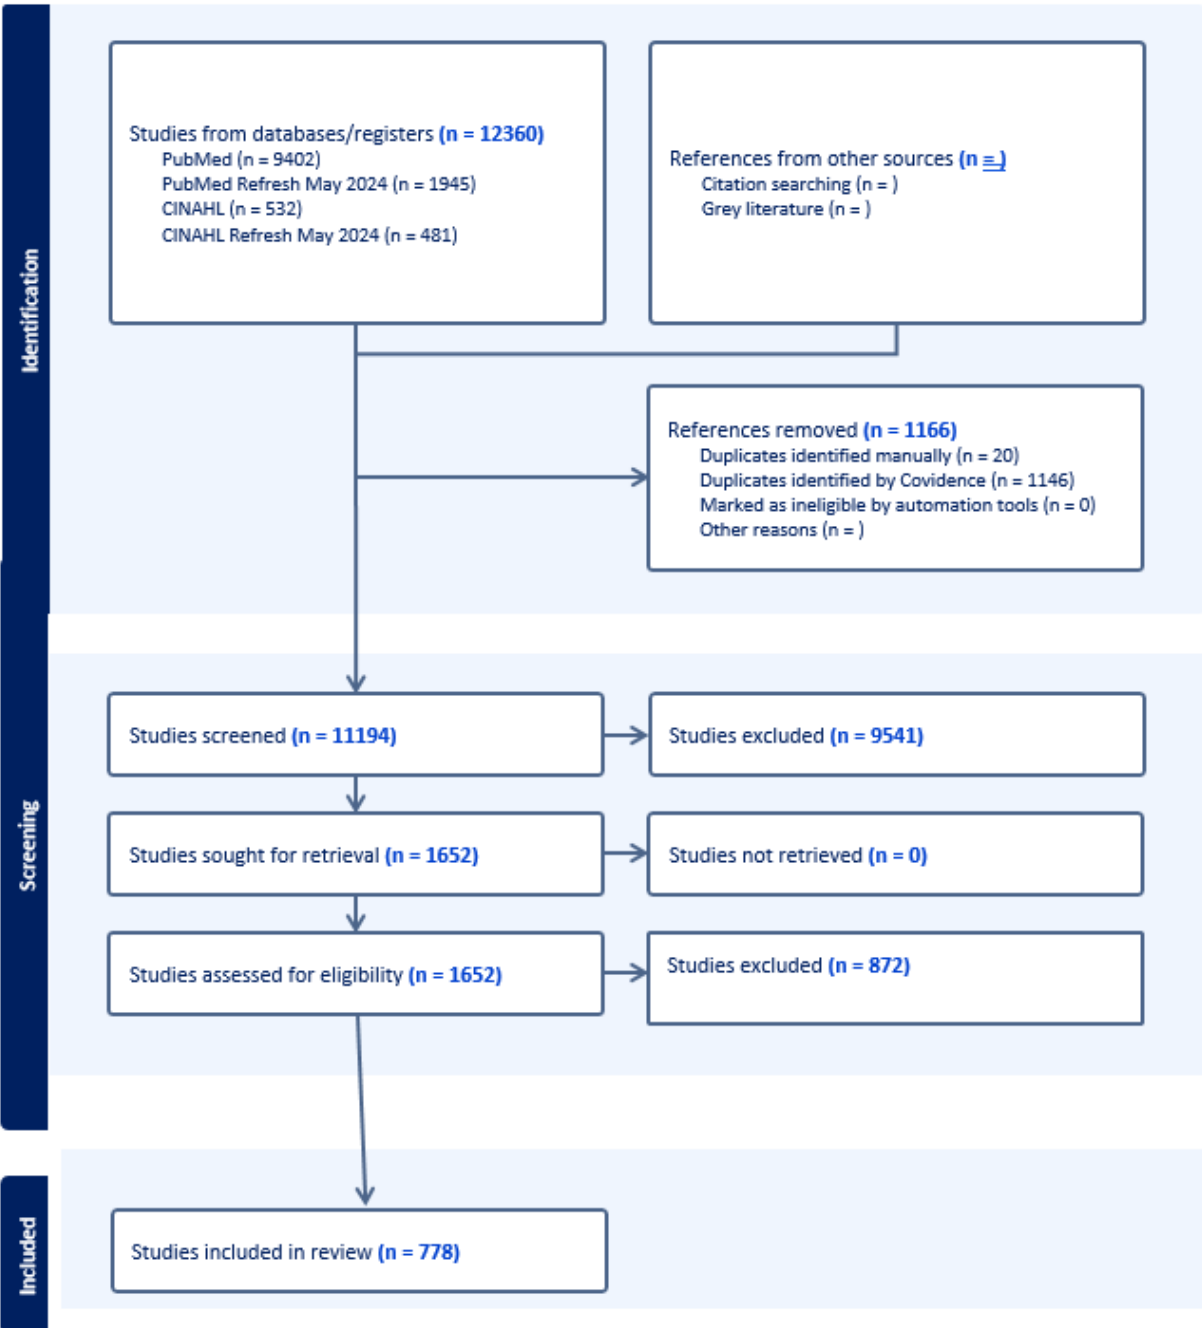 Identification
Studies from databases/registers (n = 12360)
PubMed (n = 9402)
PubMed Refresh May 2024 (n = 1945)
CINAHL (n = 532)
CINAHL Refresh May 2024 (n = 481)
References from other sources (n = )
Citation searching (n = )
Grey literature (n = )
References removed (n = 1166)
Duplicates identified manually (n = 20)
Duplicates identified by Covidence (n = 1146)
Marked as ineligible by automation tools (n = 0)
Other reasons (n = )
Screening
Studies screened (n = 11194)
Studies excluded (n = 9541)
Studies sought for retrieval (n = 1652)
Studies not retrieved (n = 0)
Studies assessed for eligibility (n = 1652)
Studies excluded (n = 872)
Included
Studies included in review (n = 778)